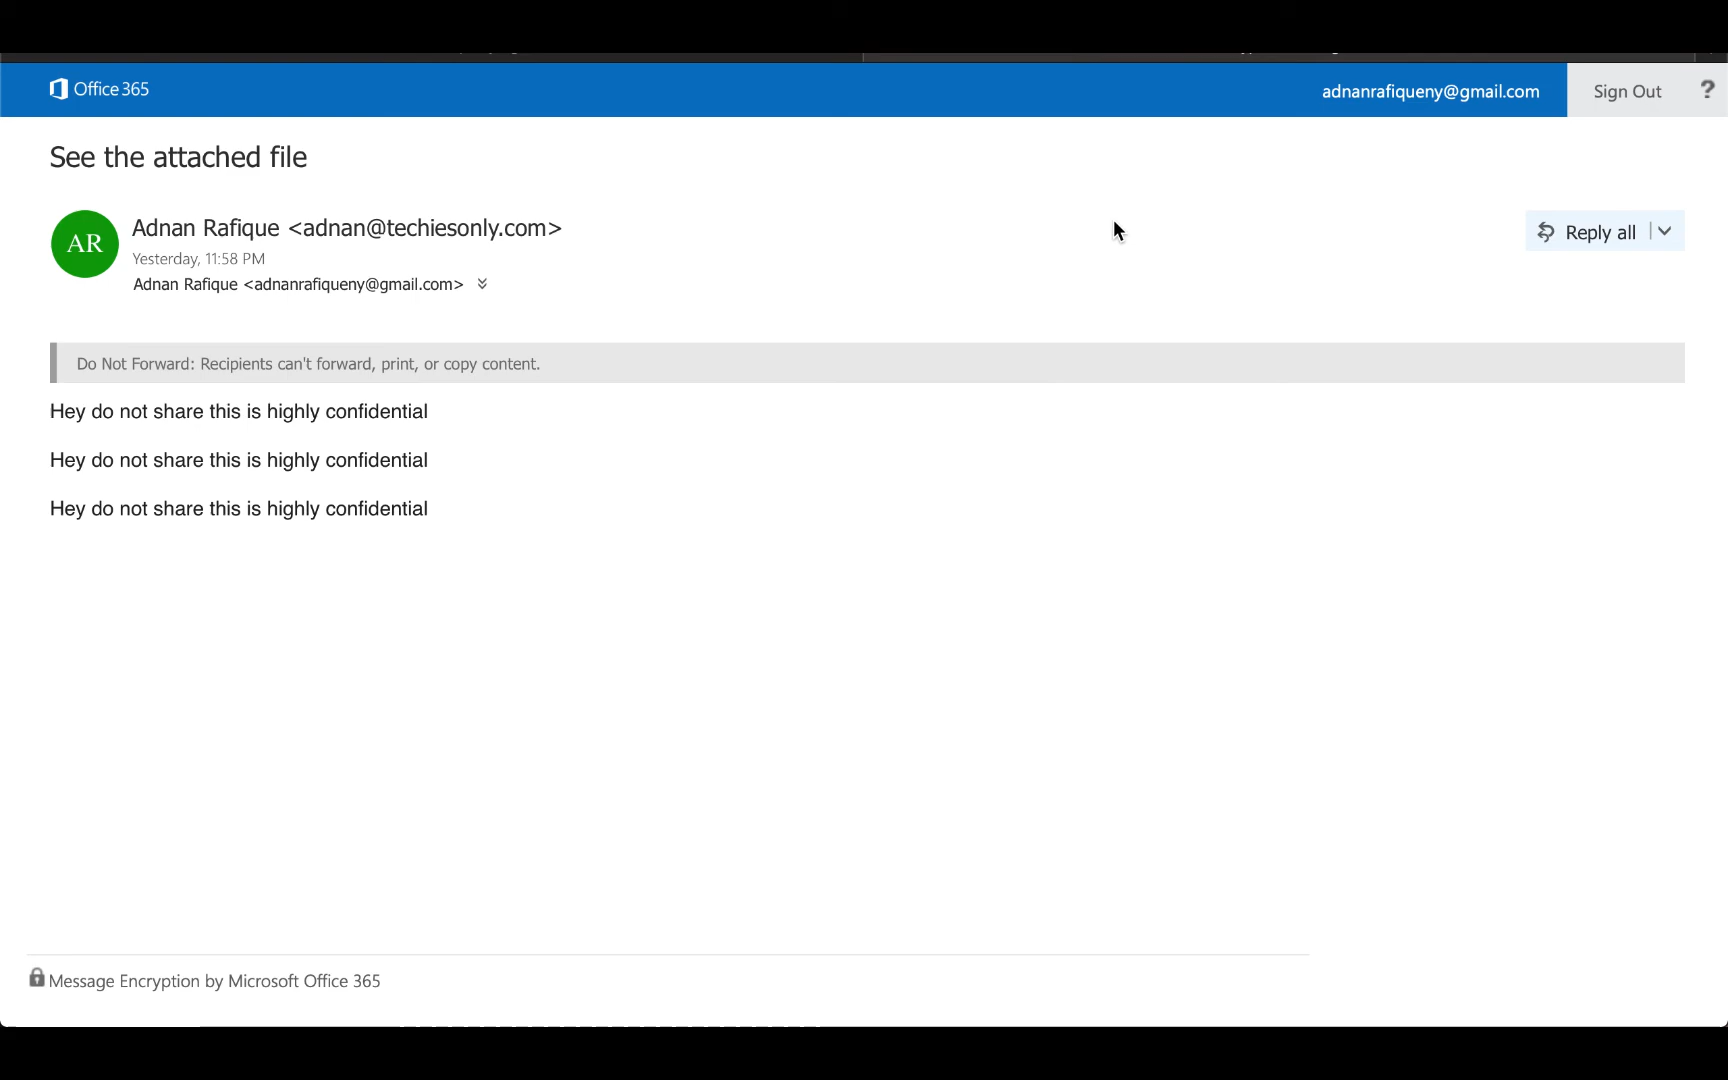 Office 365
adnanrafiqueny@gmail.com
Sign Out
?
See the attached file
AR
Adnan Rafique <adnan@techiesonly.com>
Yesterday, 11:58 PM
Adnan Rafique <adnanrafiqueny@gmail.com>
Reply all
Do Not Forward: Recipients can't forward, print, or copy content.
Hey do not share this is highly confidential
Hey do not share this is highly confidential
Hey do not share this is highly confidential
Message Encryption by Microsoft Office 365